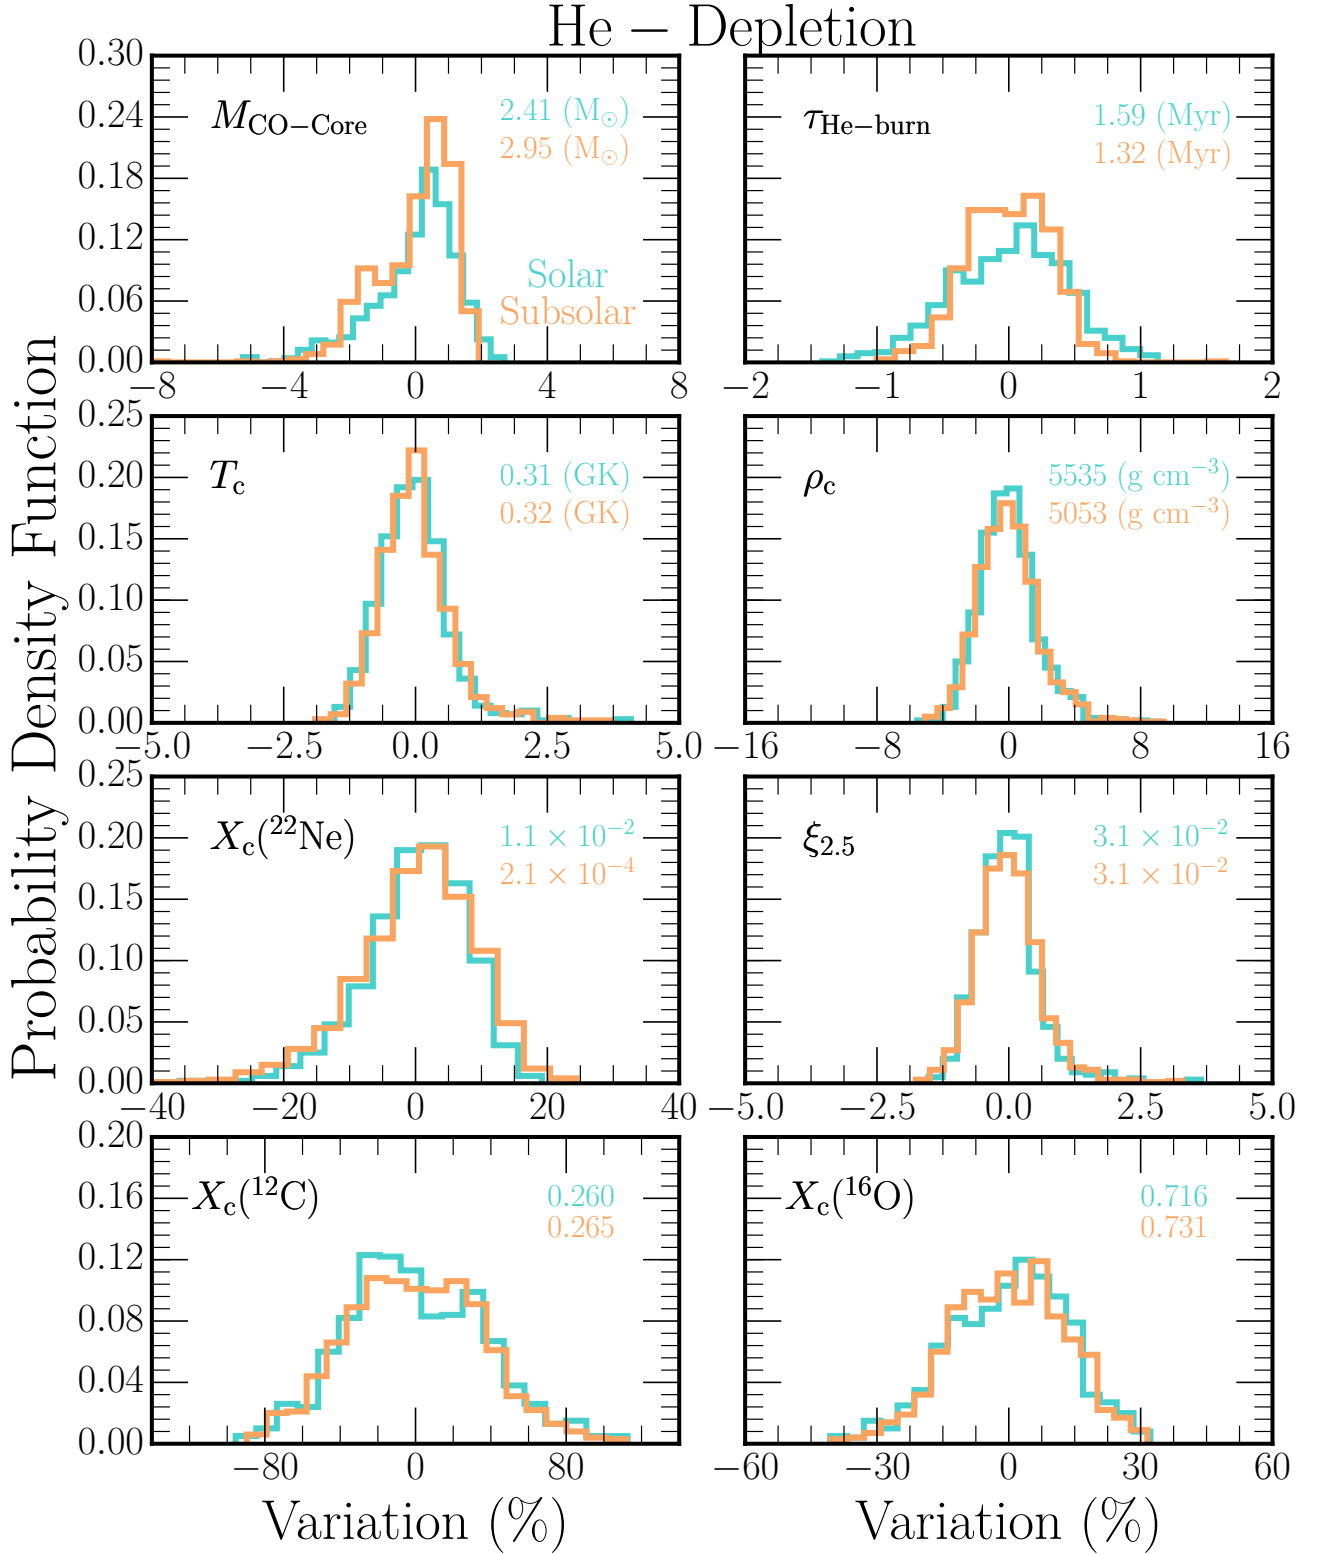 He − Depletion
Probability Density Function
0.30
0.24
0.18
0.12
0.06
0.00
M_CO−Core
2.41 (M⊙)
2.95 (M⊙)
Solar
Subsolar
−8 −4 0 4 8
τ_He−burn
1.59 (Myr)
1.32 (Myr)
−2 −1 0 1 2
0.25
0.20
0.15
0.10
0.05
0.00
T_c
0.31 (GK)
0.32 (GK)
−5.0 −2.5 0.0 2.5 5.0
ρ_c
5535 (g cm⁻³)
5053 (g cm⁻³)
−16 −8 0 8 16
0.25
0.20
0.15
0.10
0.05
0.00
X_c(²²Ne)
1.1 × 10⁻²
2.1 × 10⁻⁴
−40 −20 0 20 40
ξ_2.5
3.1 × 10⁻²
3.1 × 10⁻²
−5.0 −2.5 0.0 2.5 5.0
0.20
0.16
0.12
0.08
0.04
0.00
X_c(¹²C)
0.260
0.265
−80 0 80
Variation (%)
X_c(¹⁶O)
0.716
0.731
−60 −30 0 30 60
Variation (%)